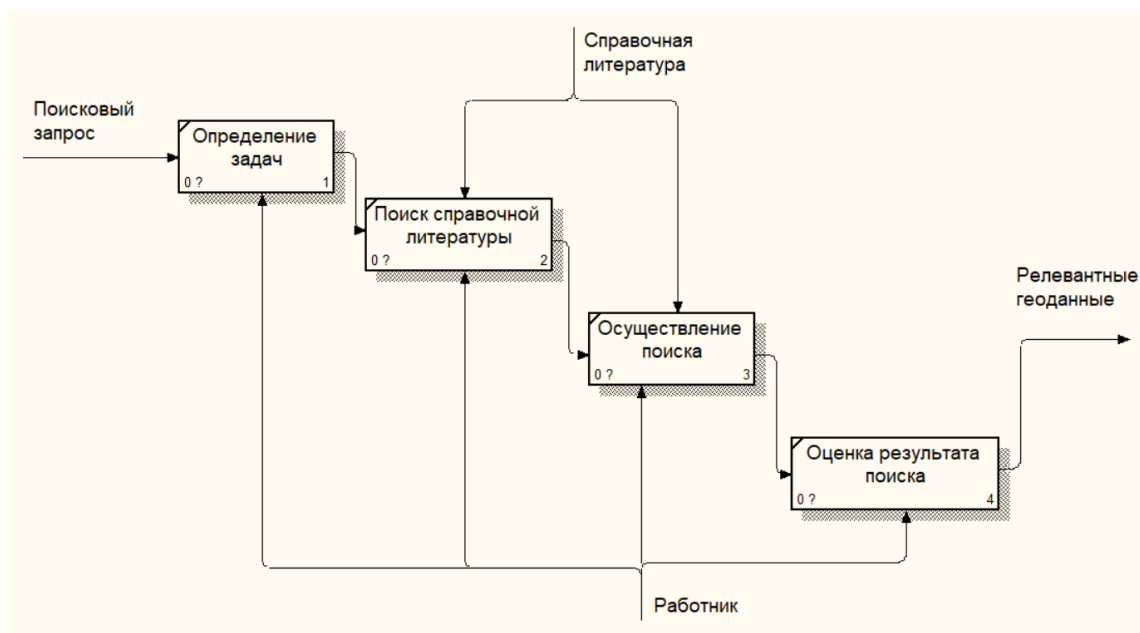 Справочная
литература
Поисковый
запрос
Определение
задач
0 ? 1
Поиск справочной
литературы
0 ? 2
Релевантные
геоданные
Осуществление
поиска
0 ? 3
Оценка результата
поиска
0 ? 4
Работник